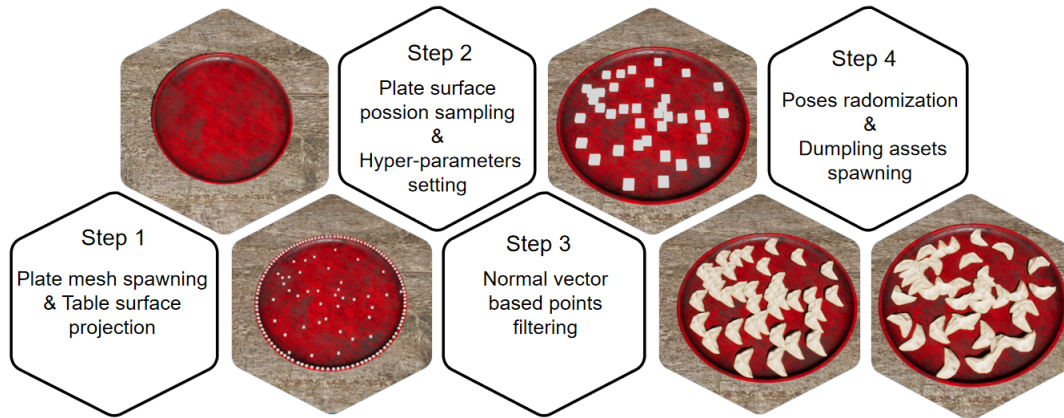 Step 1
Plate mesh spawning
& Table surface
projection
Step 2
Plate surface
possion sampling
&
Hyper-parameters
setting
Step 3
Normal vector
based points
filtering
Step 4
Poses radomization
&
Dumpling assets
spawning